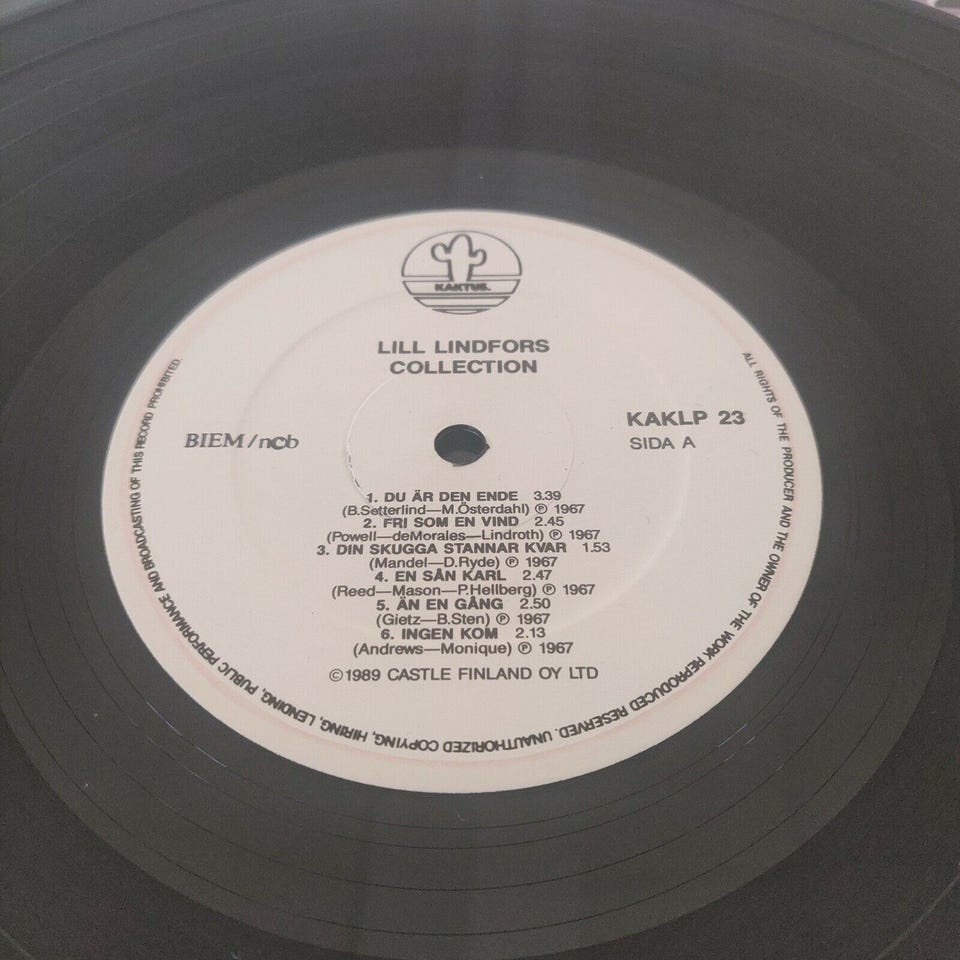 KAKTUS.
LILL LINDFORS
COLLECTION
BIEM/ncb
KAKLP 23
SIDA A
1. DU ÄR DEN ENDE 3.39
(B.Setterlind—M.Österdahl) Ⓟ 1967
2. FRI SOM EN VIND 2.45
(Powell—deMorales—Lindroth) Ⓟ 1967
3. DIN SKUGGA STANNAR KVAR 1.53
(Mandel—D.Ryde) Ⓟ 1967
4. EN SÅN KARL 2.47
(Reed—Mason—P.Hellberg) Ⓟ 1967
5. ÄN EN GÅNG 2.50
(Gietz—B.Sten) Ⓟ 1967
6. INGEN KOM 2.13
(Andrews—Monique) Ⓟ 1967
©1989 CASTLE FINLAND OY LTD
ALL RIGHTS OF THE PRODUCER AND THE OWNER OF THE WORK REPRODUCED RESERVED. UNAUTHORIZED COPYING, HIRING, LENDING, PUBLIC PERFORMANCE AND BROADCASTING OF THIS RECORD PROHIBITED.